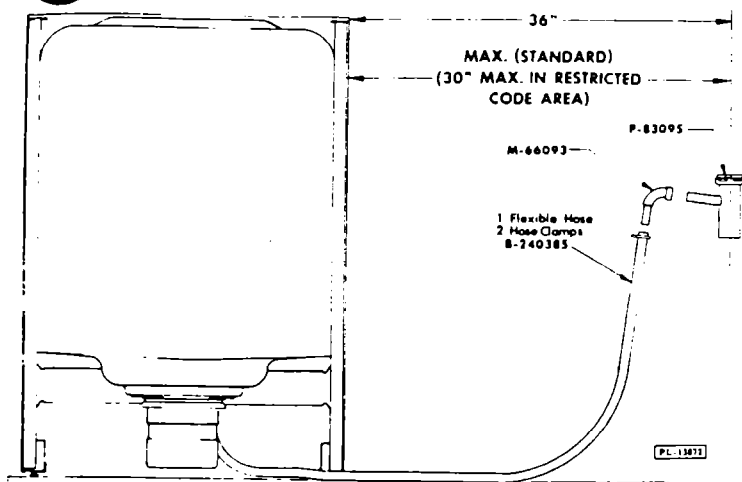 36"
MAX. (STANDARD)
(30" MAX. IN RESTRICTED
CODE AREA)
P-83095
M-66093
1 Flexible Hose
2 Hose Clamps
B-240385
PL-13872